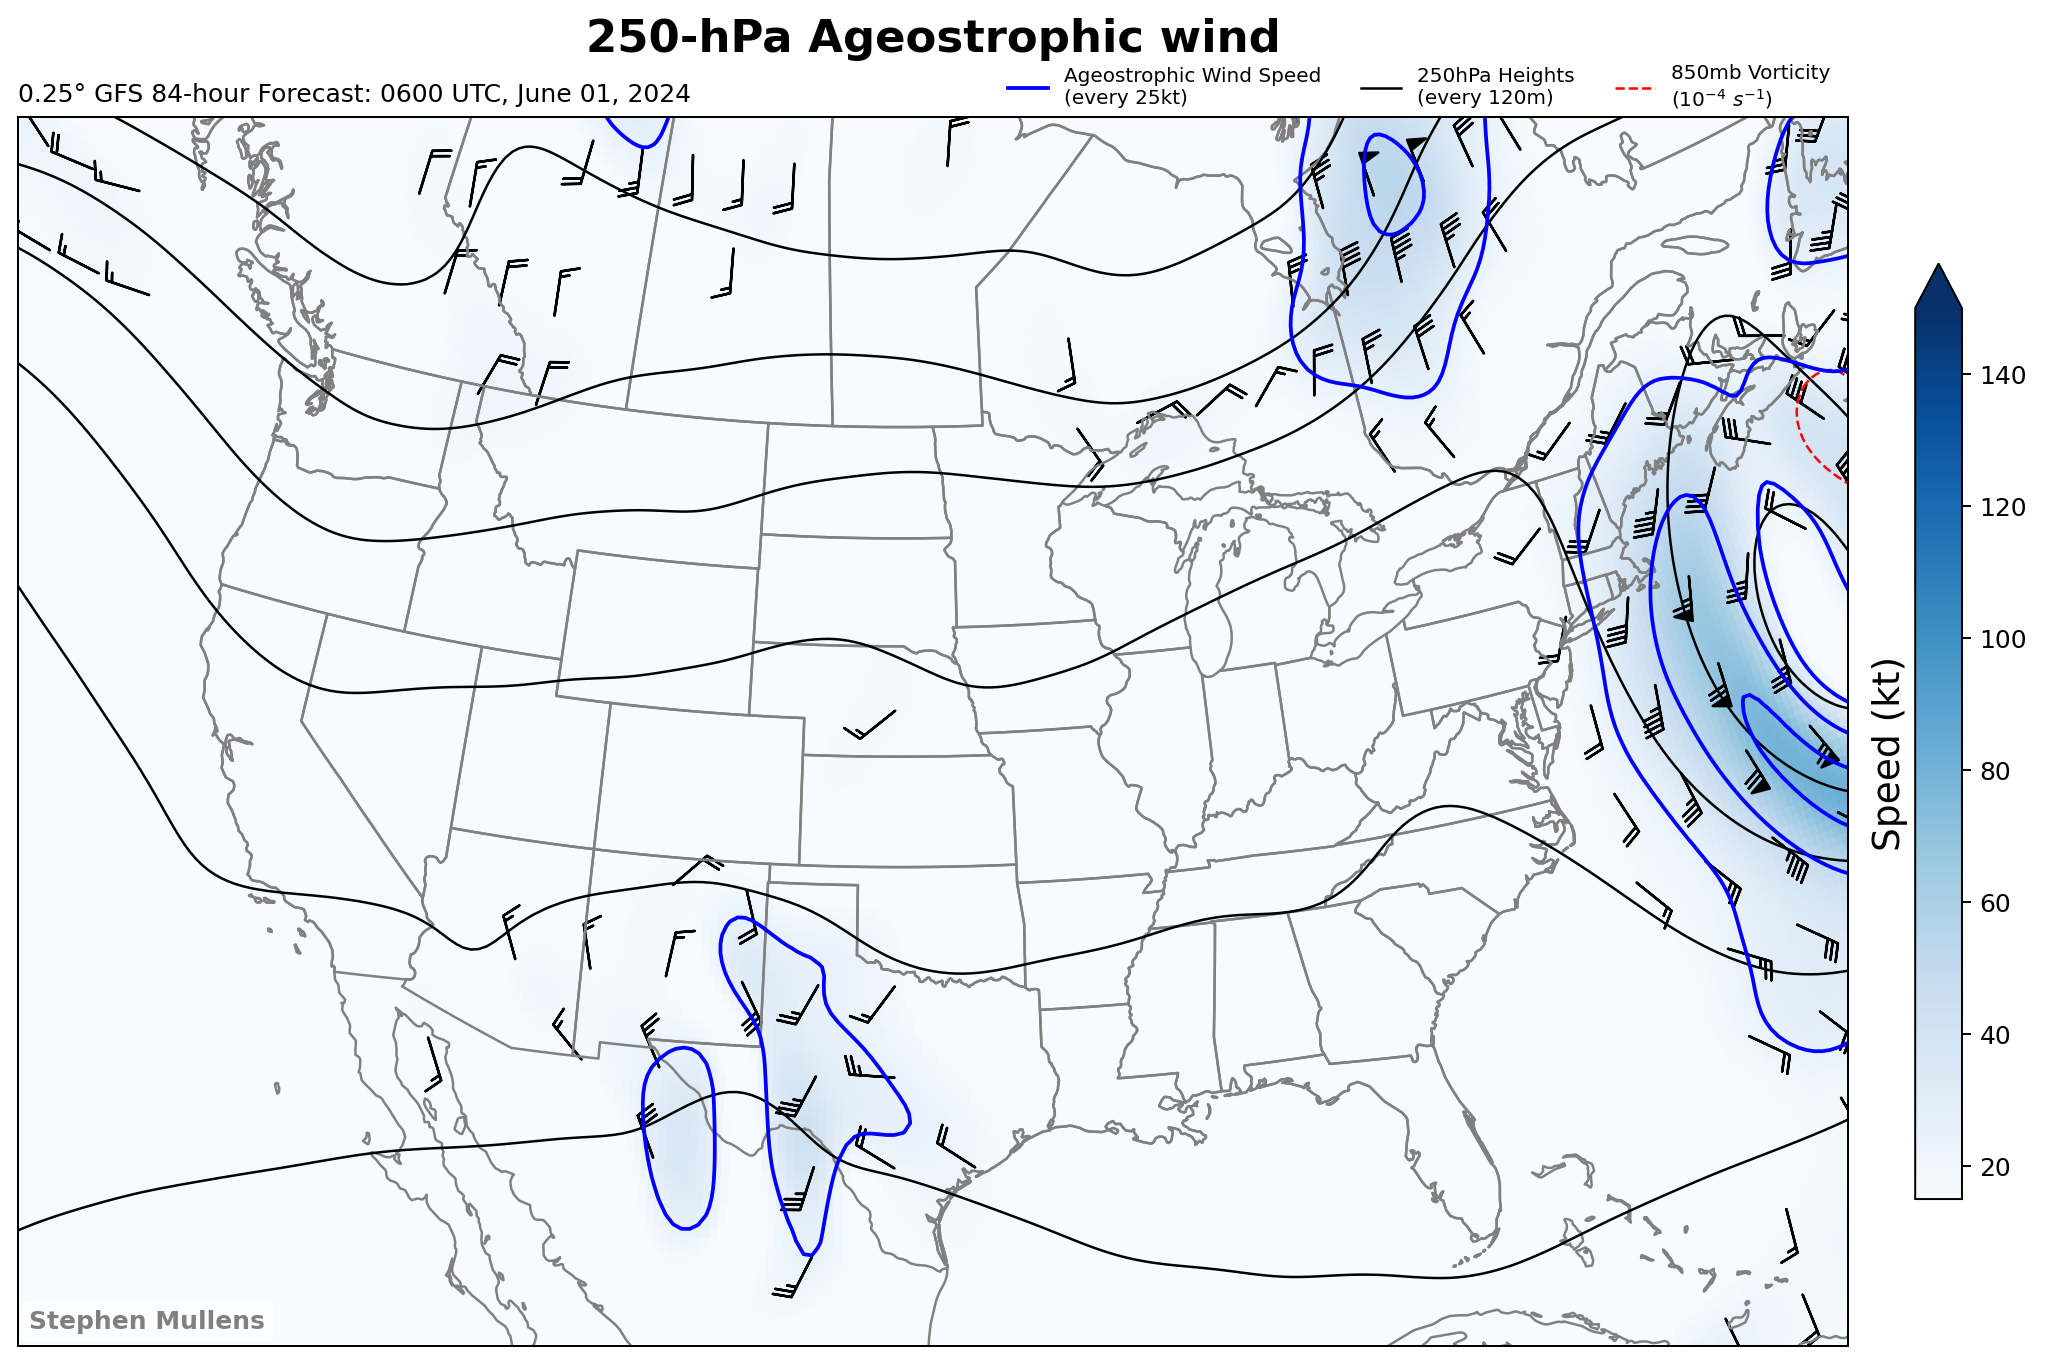 250-hPa Ageostrophic wind
0.25° GFS 84-hour Forecast: 0600 UTC, June 01, 2024
Ageostrophic Wind Speed
(every 25kt)
250hPa Heights
(every 120m)
850mb Vorticity
(10⁻⁴ s⁻¹)
140
120
100
80
60
40
20
Speed (kt)
Stephen Mullens